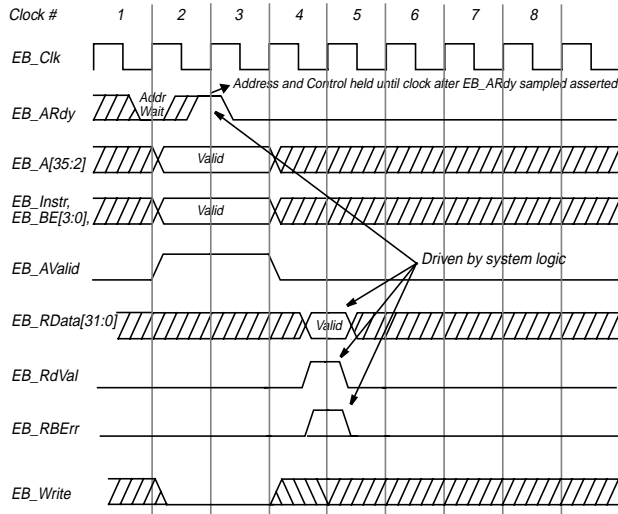 Clock # 1 2 3 4 5 6 7 8
EB_Clk
Address and Control held until clock after EB_ARdy sampled asserted
Addr
Wait
EB_ARdy
EB_A[35:2] Valid
EB_Instr,
EB_BE[3:0], Valid
EB_AValid
Driven by system logic
EB_RData[31:0] Valid
EB_RdVal
EB_RBErr
EB_Write